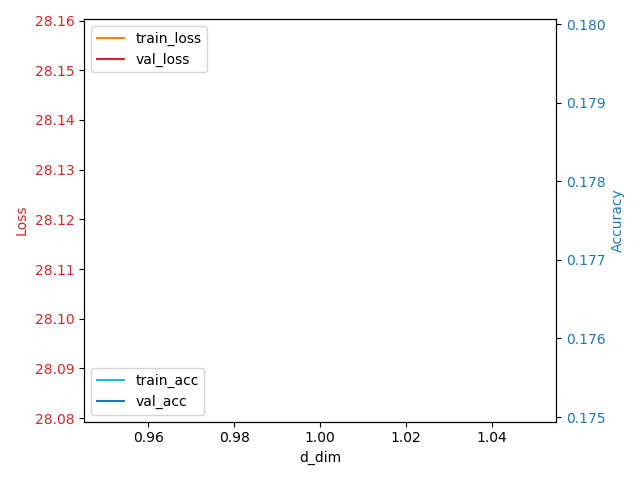 28.16
28.15
28.14
28.13
28.12
28.11
28.10
28.09
28.08
Loss
train_loss
val_loss
train_acc
val_acc
0.96
0.98
1.00
1.02
1.04
d_dim
0.180
0.179
0.178
0.177
0.176
0.175
Accuracy